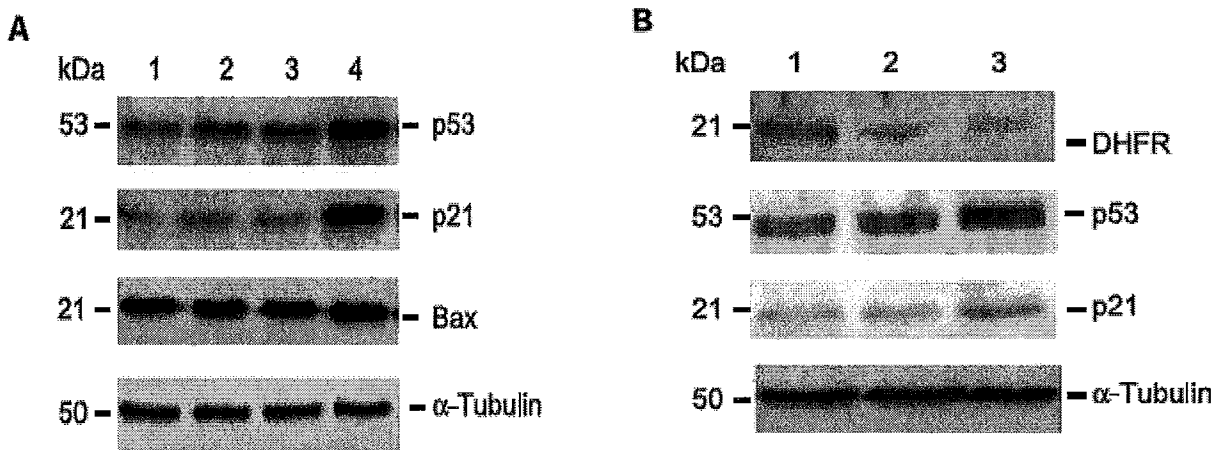 A
kDa 1 2 3 4
53 – p53
21 – p21
21 – Bax
50 – α-Tubulin
B
kDa 1 2 3
21 – DHFR
53 – p53
21 – p21
50 – α-Tubulin